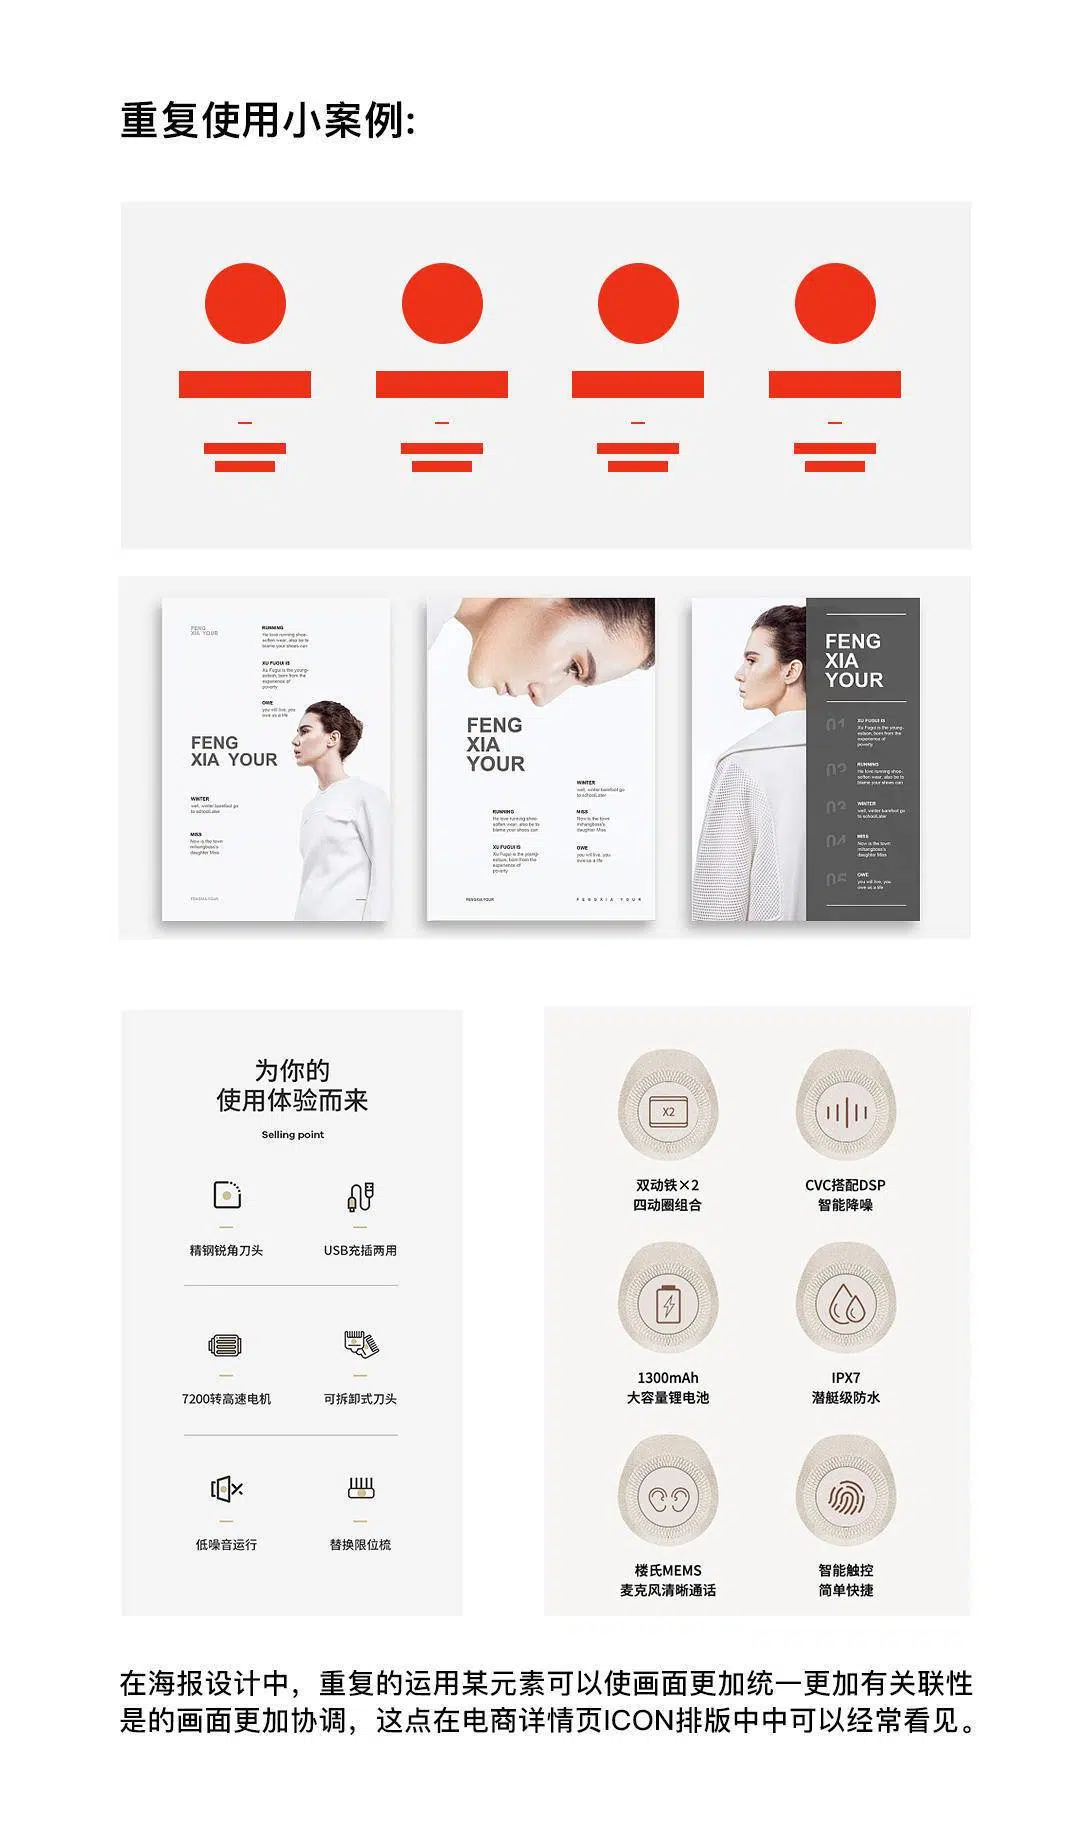 重复使用小案例:
FENG
XIA YOUR
RUNNING
He love running shoe-
soften wear, also be to
blame your shoes can
XU FUGUI IS
Xu Fugui is the young-
estson, born from the
experience of
poverty
OWE
you will live, you
owe us a life
FENG
XIA YOUR
WINTER
well, winter barefoot go
to schoolLater
MISS
Now is the town
mihangboss's
daughter Miss
FENGXIA YOUR
FENG
XIA
YOUR
WINTER
well, winter barefoot go
to schoolLater
RUNNING
He love running shoe-
soften wear, also be to
blame your shoes can
MISS
Now is the town
mihangboss's
daughter Miss
XU FUGUI IS
Xu Fugui is the young-
estson, born from the
experience of
poverty
OWE
you will live, you
owe us a life
FENGXIA YOUR
FENGXIA YOUR
FENG
XIA
YOUR
01
XU FUGUI IS
Xu Fugui is the young-
estson, born from the
experience of
poverty
02
RUNNING
He love running shoe-
soften wear, also be to
blame your shoes can
03
WINTER
well, winter barefoot go
to schoolLater
04
MISS
Now is the town
mihangboss's
daughter Miss
05
OWE
you will live, you
owe us a life
为你的
使用体验而来
Selling point
精钢锐角刀头
USB充插两用
7200转高速电机
可拆卸式刀头
低噪音运行
替换限位梳
X2
双动铁×2
四动圈组合
CVC搭配DSP
智能降噪
1300mAh
大容量锂电池
IPX7
潜艇级防水
楼氏MEMS
麦克风清晰通话
智能触控
简单快捷
在海报设计中，重复的运用某元素可以使画面更加统一更加有关联性
是的画面更加协调，这点在电商详情页ICON排版中中可以经常看见。